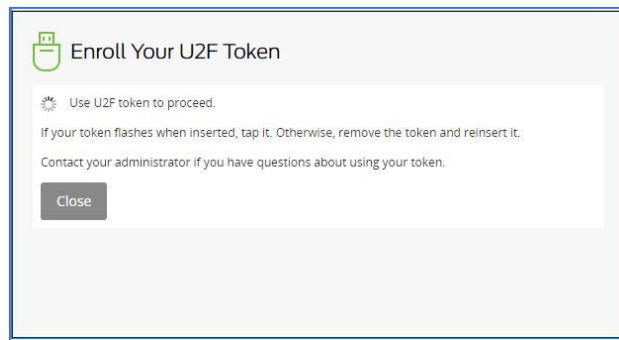 Enroll Your U2F Token
Use U2F token to proceed.
If your token flashes when inserted, tap it. Otherwise, remove the token and reinsert it.
Contact your administrator if you have questions about using your token.
Close